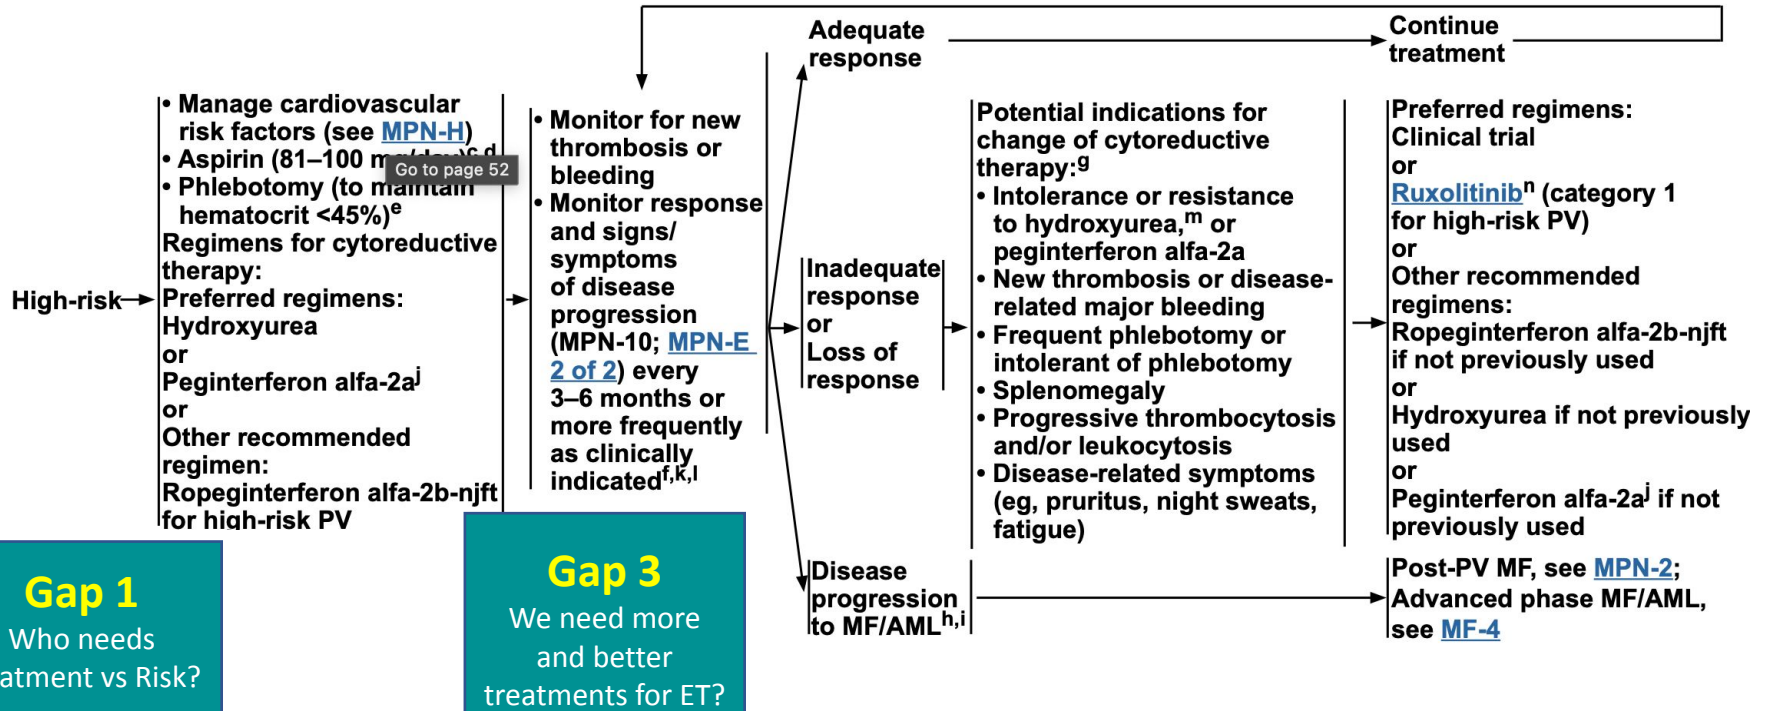 High-risk
• Manage cardiovascular
risk factors (see MPN-H)
• Aspirin (81–100 mg/day)c,d
Go to page 52
• Phlebotomy (to maintain
hematocrit <45%)e
Regimens for cytoreductive
therapy:
Preferred regimens:
Hydroxyurea
or
Peginterferon alfa-2aj
or
Other recommended
regimen:
Ropeginterferon alfa-2b-njft
for high-risk PV
• Monitor for new
thrombosis or
bleeding
• Monitor response
and signs/
symptoms
of disease
progression
(MPN-10; MPN-E
2 of 2) every
3–6 months or
more frequently
as clinically
indicatedf,k,l
Adequate
response
Continue
treatment
Inadequate
response
or
Loss of
response
Potential indications for
change of cytoreductive
therapy:g
• Intolerance or resistance
to hydroxyurea,m or
peginterferon alfa-2a
• New thrombosis or disease-
related major bleeding
• Frequent phlebotomy or
intolerant of phlebotomy
• Splenomegaly
• Progressive thrombocytosis
and/or leukocytosis
• Disease-related symptoms
(eg, pruritus, night sweats,
fatigue)
Preferred regimens:
Clinical trial
or
Ruxolitinibn (category 1
for high-risk PV)
or
Other recommended
regimens:
Ropeginterferon alfa-2b-njft
if not previously used
or
Hydroxyurea if not previously
used
or
Peginterferon alfa-2aj if not
previously used
Disease
progression
to MF/AMLh,i
Post-PV MF, see MPN-2;
Advanced phase MF/AML,
see MF-4
Gap 1
Who needs
atment vs Risk?
Gap 3
We need more
and better
treatments for ET?